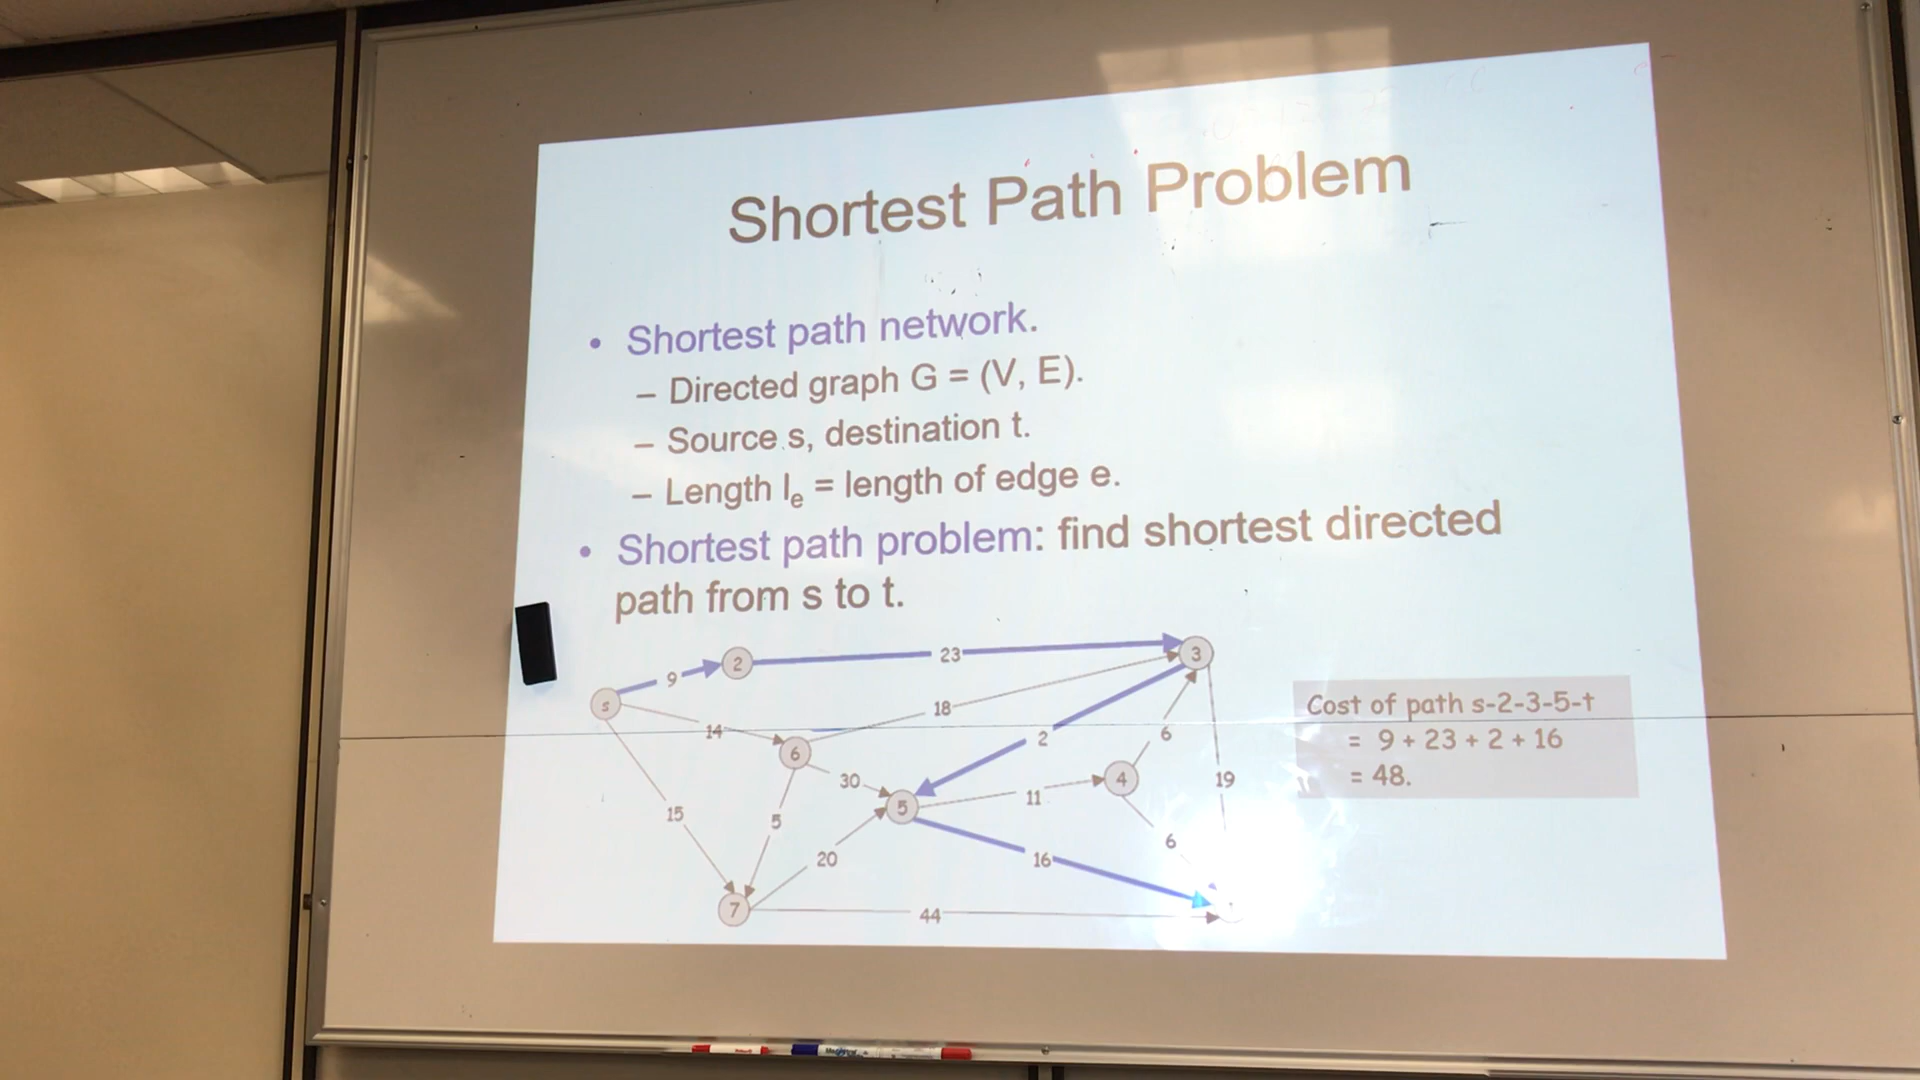 Shortest Path Problem
• Shortest path network.
– Directed graph G = (V, E).
– Source s, destination t.
– Length lₑ = length of edge e.
• Shortest path problem: find shortest directed
path from s to t.
2
23
3
9
s
18
14
6
2
6
Cost of path s-2-3-5-t
= 9 + 23 + 2 + 16
= 48.
30
5
11
4
19
15
5
20
16
6
7
44